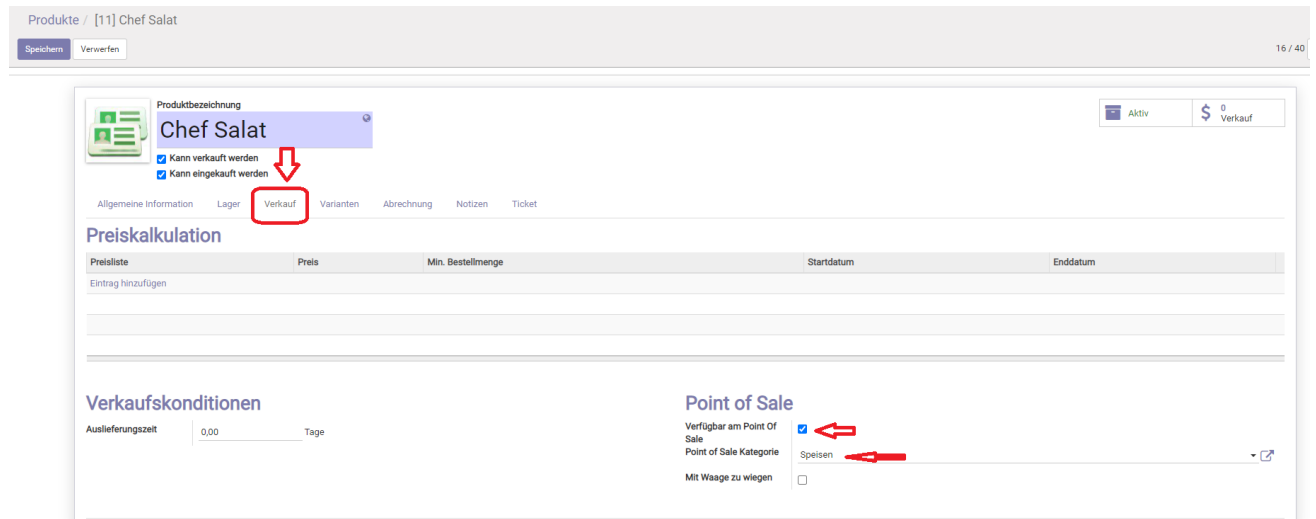 Produkte / [11] Chef Salat
Speichern Verwerfen 16 / 40
Produktbezeichnung
Chef Salat
Aktiv
0
Verkauf
Kann verkauft werden
Kann eingekauft werden
Allgemeine Information Lager Verkauf Varianten Abrechnung Notizen Ticket
Preiskalkulation
Preisliste Preis Min. Bestellmenge Startdatum Enddatum
Eintrag hinzufügen
Verkaufskonditionen
Auslieferungszeit 0,00 Tage
Point of Sale
Verfügbar am Point Of
Sale
Point of Sale Kategorie Speisen
Mit Waage zu wiegen